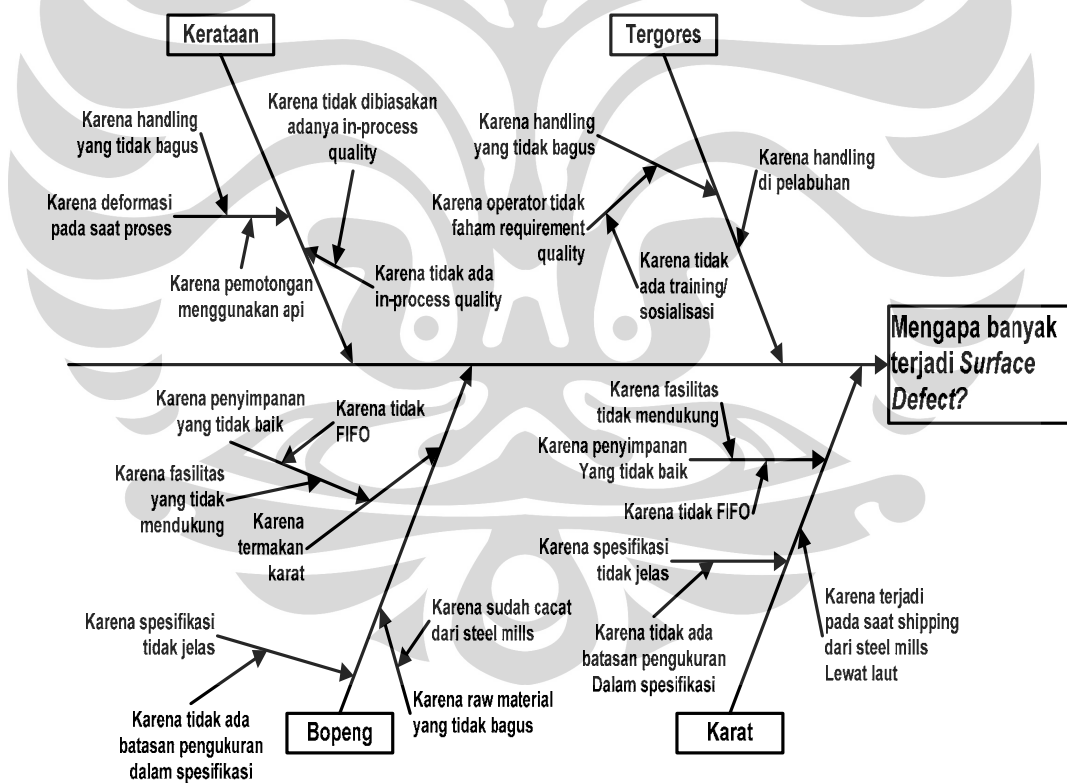 Kerataan
Tergores
Karena handling
yang tidak bagus
Karena tidak dibiasakan
adanya in-process
quality
Karena deformasi
pada saat proses
Karena pemotongan
menggunakan api
Karena tidak ada
in-process quality
Karena handling
yang tidak bagus
Karena handling
di pelabuhan
Karena operator tidak
faham requirement
quality
Karena tidak
ada training/
sosialisasi
Mengapa banyak
terjadi Surface
Defect?
Karena penyimpanan
yang tidak baik
Karena tidak
FIFO
Karena fasilitas
yang tidak
mendukung
Karena
termakan
karat
Karena spesifikasi
tidak jelas
Karena sudah cacat
dari steel mills
Karena tidak ada
batasan pengukuran
dalam spesifikasi
Karena raw material
yang tidak bagus
Bopeng
Karena fasilitas
tidak mendukung
Karena penyimpanan
Yang tidak baik
Karena tidak FIFO
Karena spesifikasi
tidak jelas
Karena tidak ada
batasan pengukuran
Dalam spesifikasi
Karena terjadi
pada saat shipping
dari steel mills
Lewat laut
Karat